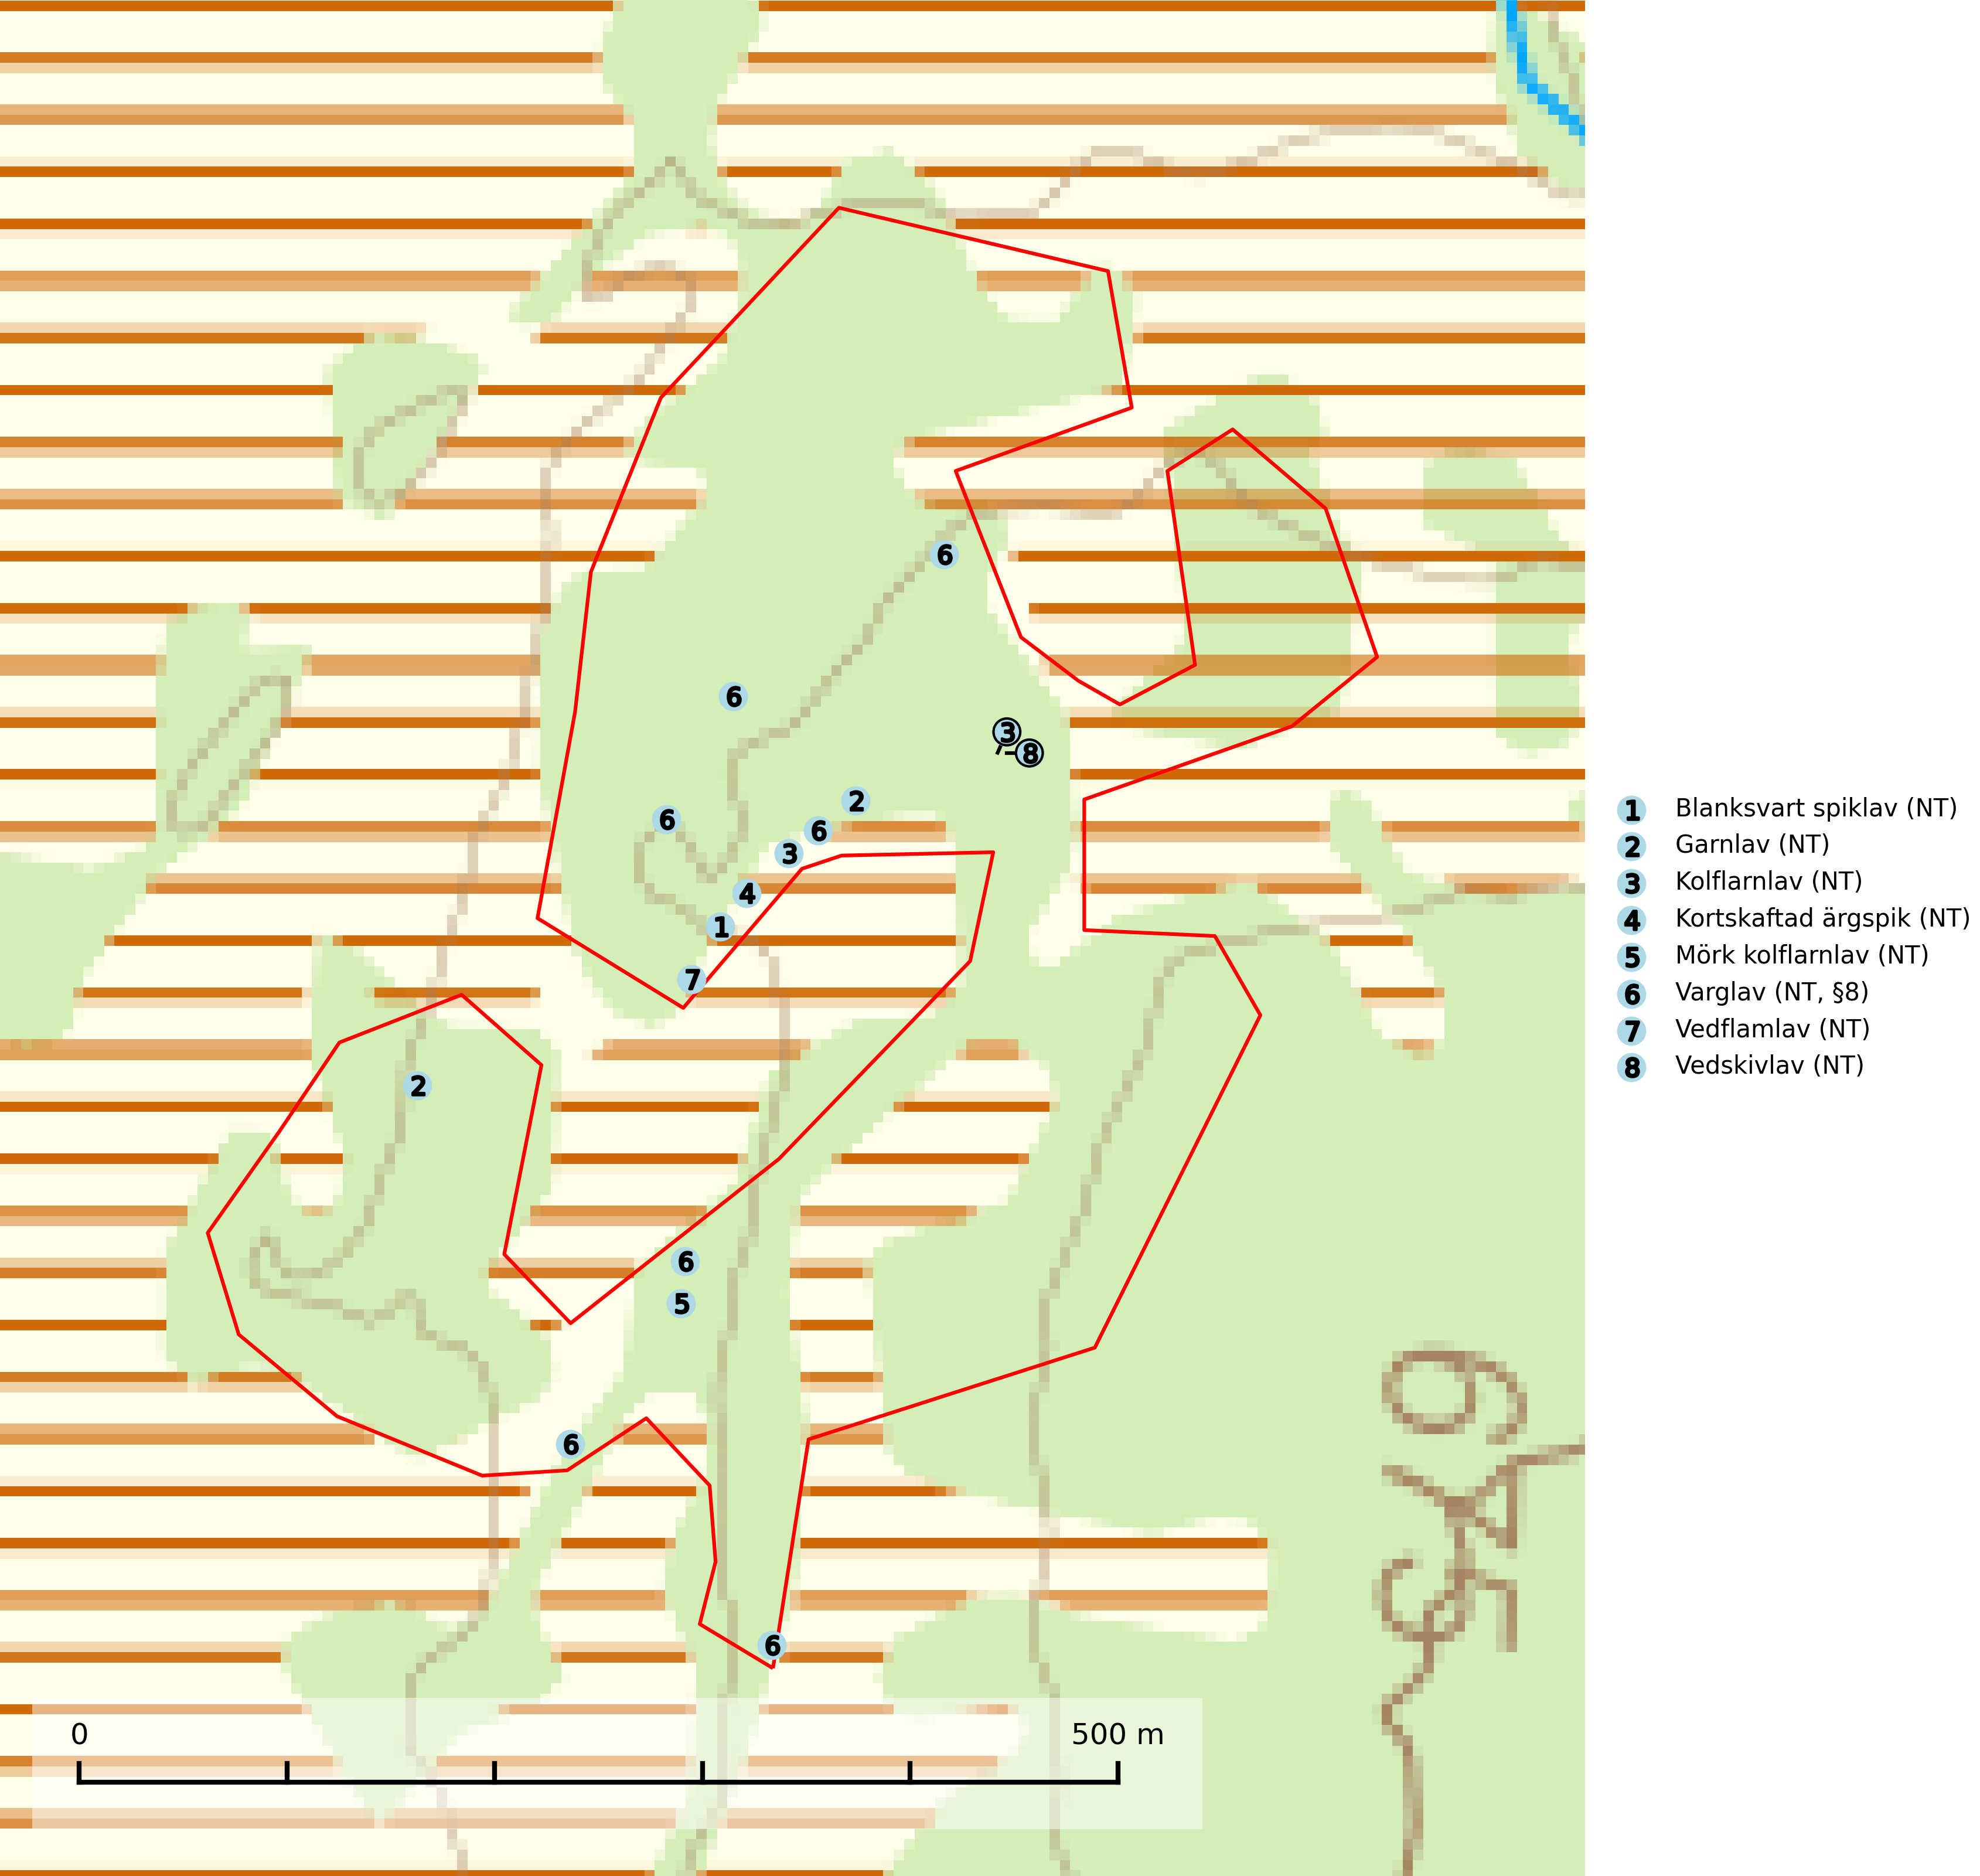 6
6
3
8
2
6
6
3
4
1
7
2
6
5
6
6
0
500 m
1 Blanksvart spiklav (NT)
2 Garnlav (NT)
3 Kolflarnlav (NT)
4 Kortskaftad ärgspik (NT)
5 Mörk kolflarnlav (NT)
6 Varglav (NT, §8)
7 Vedflamlav (NT)
8 Vedskivlav (NT)